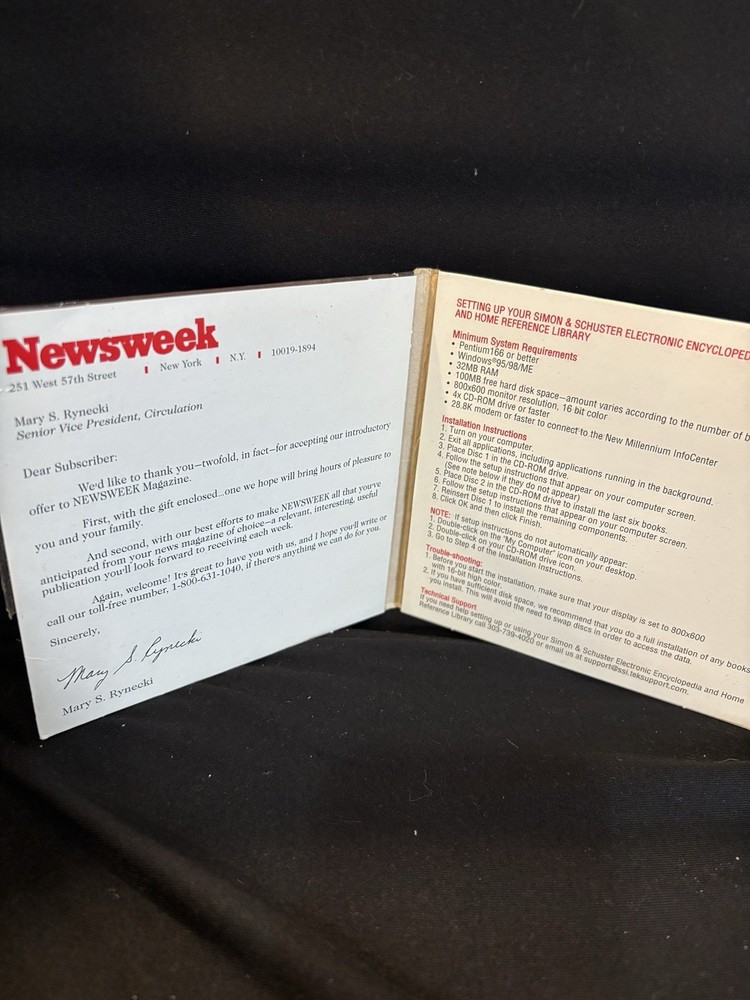 Newsweek
251 West 57th Street ı New York ı N.Y. ı 10019-1894
Mary S. Rynecki
Senior Vice President, Circulation
Dear Subscriber:
We'd like to thank you—twofold, in fact—for accepting our introductory
offer to NEWSWEEK Magazine.
First, with the gift enclosed...one we hope will bring hours of pleasure to
you and your family.
And second, with our best efforts to make NEWSWEEK all that you've
anticipated from your news magazine of choice—a relevant, interesting, useful
publication you'll look forward to receiving each week.
Again, welcome! It's great to have you with us, and I hope you'll write or
call our toll-free number, 1-800-631-1040, if there's anything we can do for you.
Sincerely,
Mary S. Rynecki
Mary S. Rynecki
SETTING UP YOUR SIMON & SCHUSTER ELECTRONIC ENCYCLOPED
AND HOME REFERENCE LIBRARY
Minimum System Requirements
• Pentium166 or better
• Windows®95/98/ME
• 32MB RAM
• 100MB free hard disk space—amount varies according to the number of b
• 800x600 monitor resolution, 16 bit color
• 4x CD-ROM drive or faster
• 28.8K modem or faster to connect to the New Millennium InfoCenter
Installation Instructions
1. Turn on your computer.
2. Exit all applications, including applications running in the background.
3. Place Disc 1 in the CD-ROM drive.
4. Follow the setup instructions that appear on your computer screen.
(See note below if they do not appear)
5. Place Disc 2 in the CD-ROM drive to install the last six books.
6. Follow the setup instructions that appear on your computer screen.
7. Reinsert Disc 1 to install the remaining components.
8. Click OK and then click Finish.
NOTE: If setup instructions do not automatically appear:
1. Double-click on the "My Computer" icon on your desktop.
2. Double-click on your CD-ROM drive icon.
3. Go to Step 4 of the Installation Instructions.
Trouble-shooting:
1. Before you start the installation, make sure that your display is set to 800x600
with 16-bit high color.
2. If you have sufficient disk space, we recommend that you do a full installation of any books
you install. This will avoid the need to swap discs in order to access the data.
Technical Support
If you need help setting up or using your Simon & Schuster Electronic Encyclopedia and Home
Reference Library call 303-739-4020 or email us at support@ssi.teksupport.com.